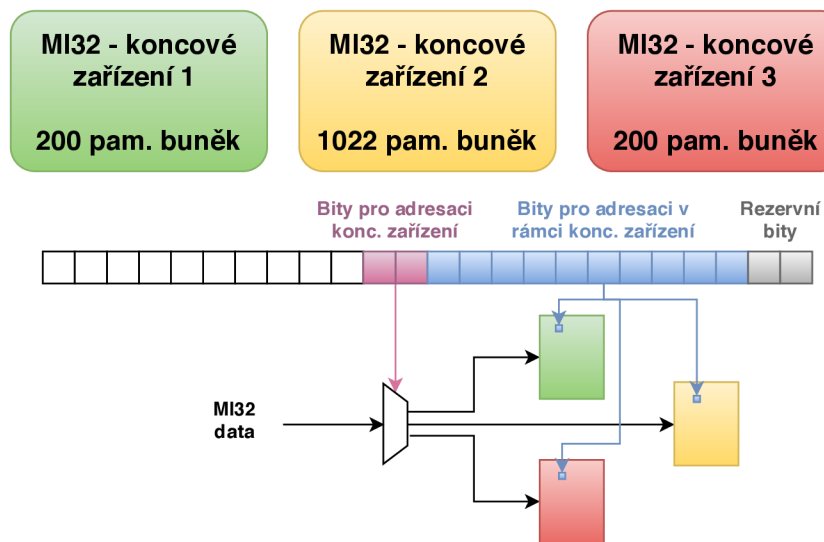 MI32 - koncové
zařízení 1
200 pam. buněk
MI32 - koncové
zařízení 2
1022 pam. buněk
MI32 - koncové
zařízení 3
200 pam. buněk
Bity pro adresaci
konc. zařízení
Bity pro adresaci v
rámci konc. zařízení
Rezervní
bity
MI32
data